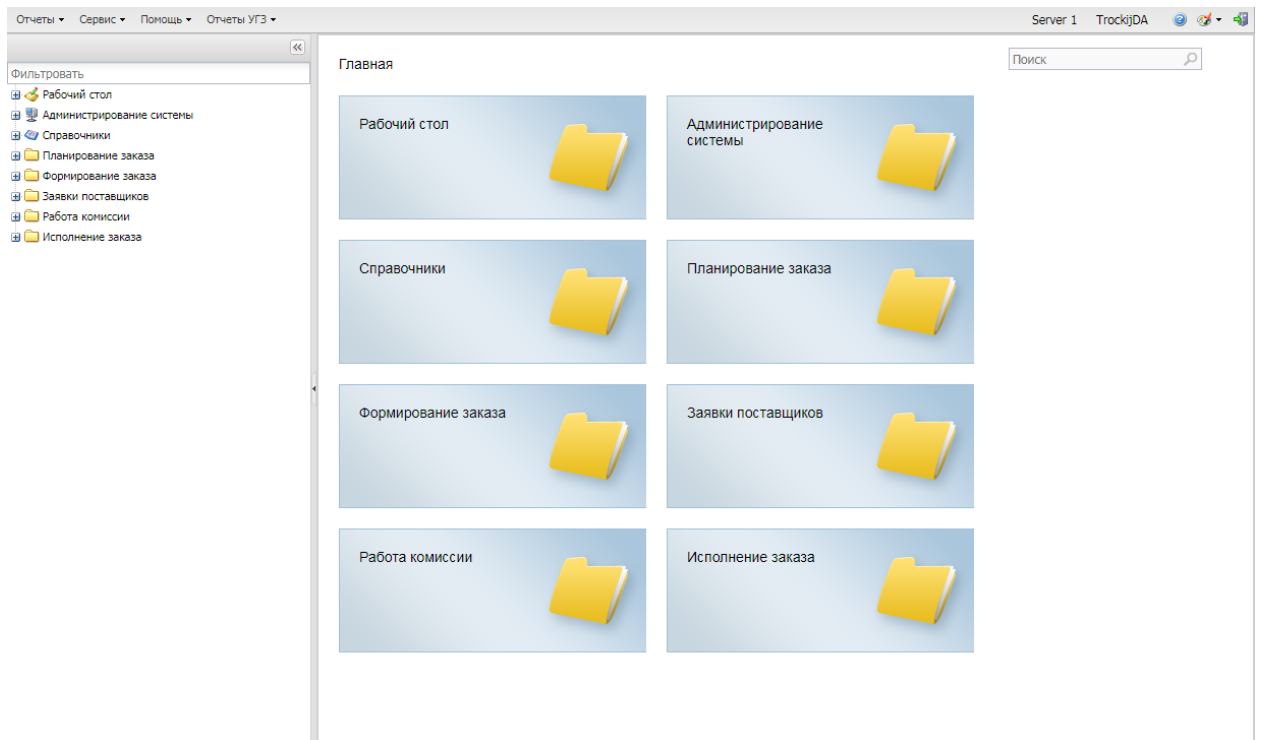 Отчеты Сервис Помощь Отчеты УГЗ Server 1 TrockijDA
Фильтровать
Рабочий стол
Администрирование системы
Справочники
Планирование заказа
Формирование заказа
Заявки поставщиков
Работа комиссии
Исполнение заказа
Главная
Поиск
Рабочий стол
Администрирование
системы
Справочники
Планирование заказа
Формирование заказа
Заявки поставщиков
Работа комиссии
Исполнение заказа